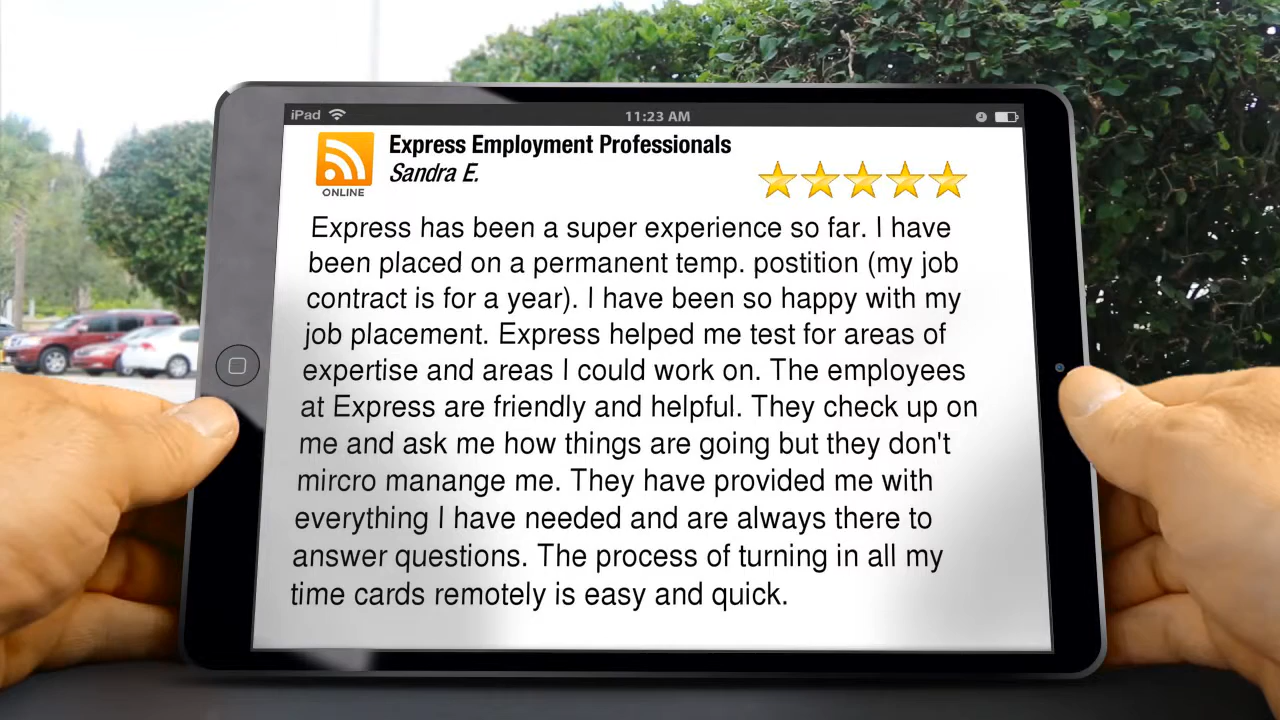 iPad
11:23 AM
ONLINE
Express Employment Professionals
Sandra E.
Express has been a super experience so far. I have
been placed on a permanent temp. postition (my job
contract is for a year). I have been so happy with my
job placement. Express helped me test for areas of
expertise and areas I could work on. The employees
at Express are friendly and helpful. They check up on
me and ask me how things are going but they don't
mircro manange me. They have provided me with
everything I have needed and are always there to
answer questions. The process of turning in all my
time cards remotely is easy and quick.